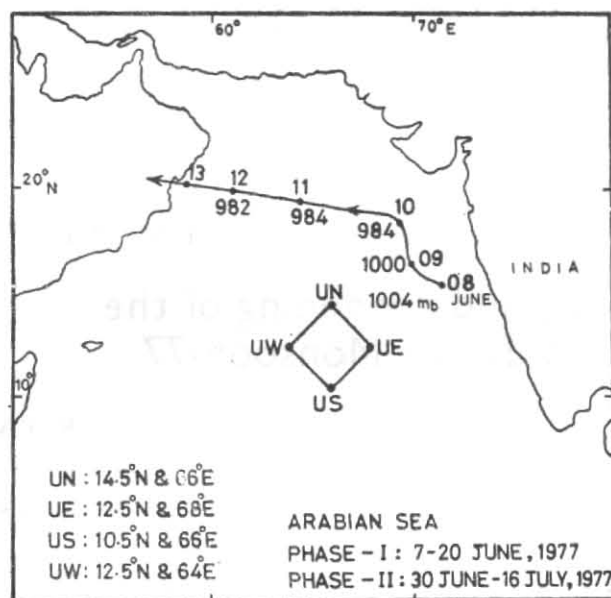 60° 70°E
20°N
13 12 11 10
982 984 984
1000 09
08
1004 mb JUNE
INDIA
UN
UW UE
10°
US
UN : 14.5°N & 66°E
UE : 12.5°N & 68°E
US : 10.5°N & 66°E
UW : 12.5°N & 64°E
ARABIAN SEA
PHASE - I : 7-20 JUNE, 1977
PHASE - II : 30 JUNE-16 JULY, 1977